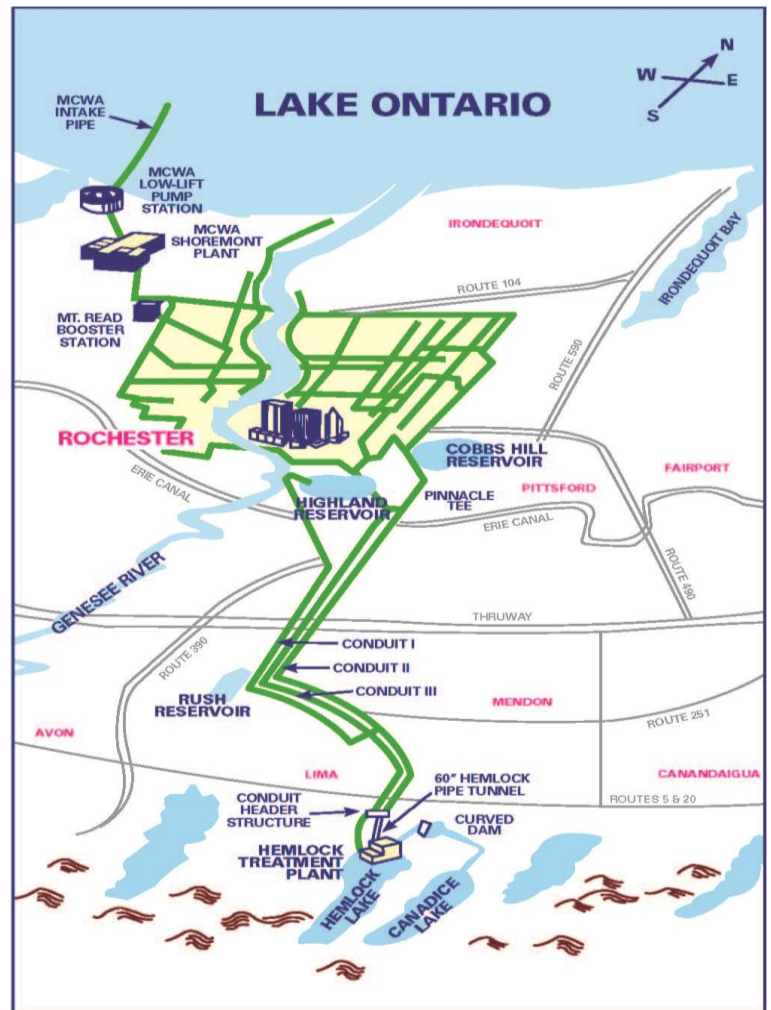 N
W
E
S
LAKE ONTARIO
MCWA
INTAKE
PIPE
MCWA
LOW-LIFT
PUMP
STATION
MCWA
SHOREMONT
PLANT
IRONDEQUOIT
IRONDEQUOIT BAY
ROUTE 104
MT. READ
BOOSTER
STATION
ROUTE 590
ROCHESTER
COBBS HILL
RESERVOIR
FAIRPORT
ERIE CANAL
HIGHLAND
RESERVOIR
PINNACLE
TEE
PITTSFORD
ERIE CANAL
GENESEE RIVER
ROUTE 490
THRUWAY
ROUTE 390
CONDUIT I
CONDUIT II
CONDUIT III
RUSH
RESERVOIR
MENDON
ROUTE 251
AVON
LIMA
60" HEMLOCK
PIPE TUNNEL
CANANDAIGUA
ROUTES 5 & 20
CONDUIT
HEADER
STRUCTURE
CURVED
DAM
HEMLOCK
TREATMENT
PLANT
HEMLOCK
LAKE
CANADICE
LAKE